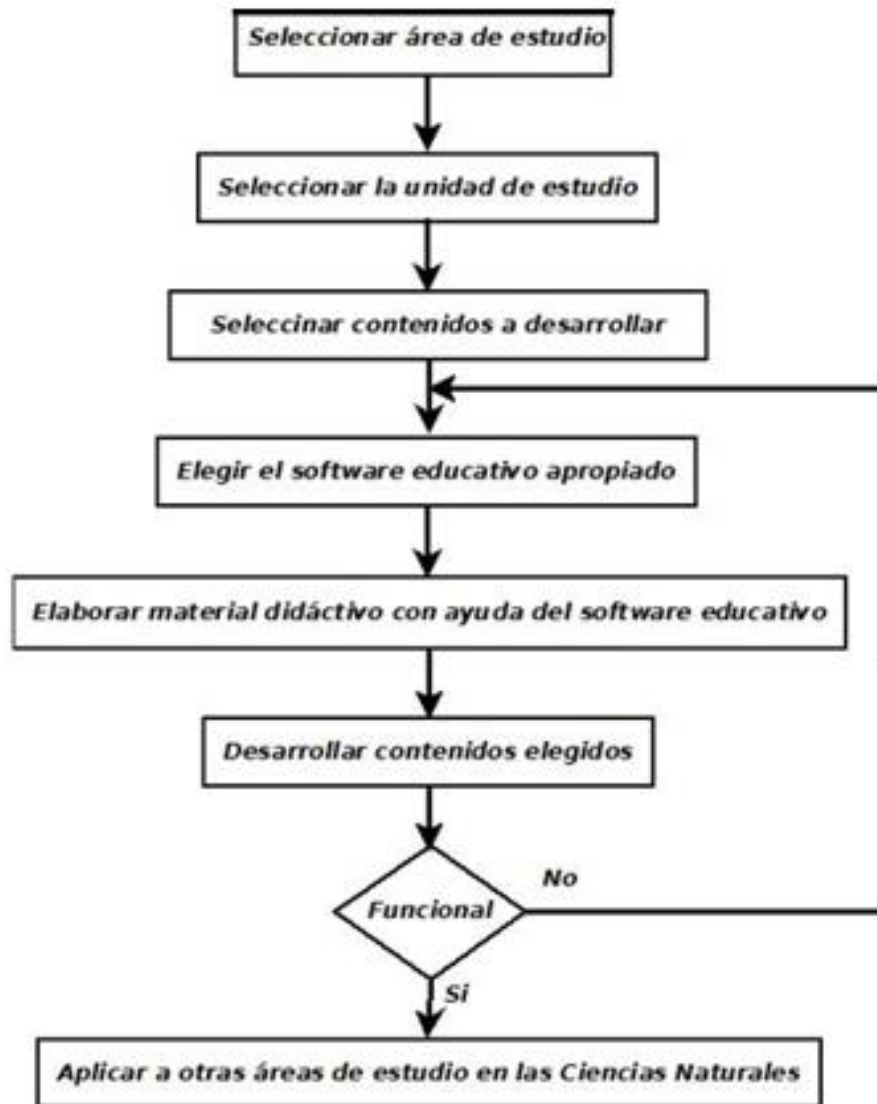 Seleccionar área de estudio
Seleccionar la unidad de estudio
Seleccinar contenidos a desarrollar
Elegir el software educativo apropiado
Elaborar material didáctivo con ayuda del software educativo
Desarrollar contenidos elegidos
Funcional
No
Si
Aplicar a otras áreas de estudio en las Ciencias Naturales